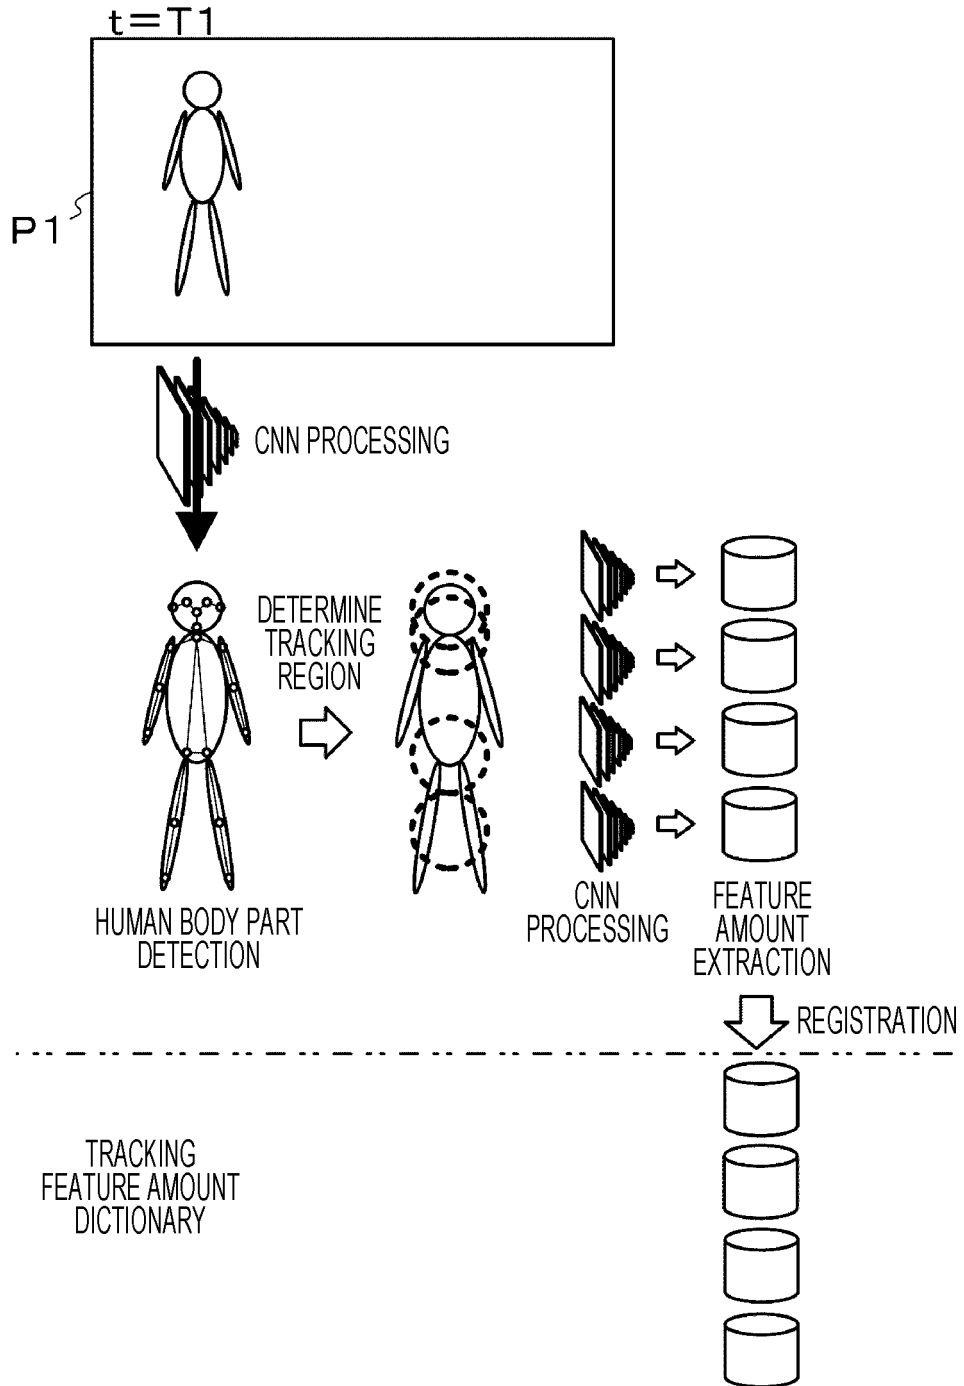 t=T1
P1
CNN PROCESSING
DETERMINE
TRACKING
REGION
HUMAN BODY PART
DETECTION
CNN
PROCESSING
FEATURE
AMOUNT
EXTRACTION
REGISTRATION
TRACKING
FEATURE AMOUNT
DICTIONARY